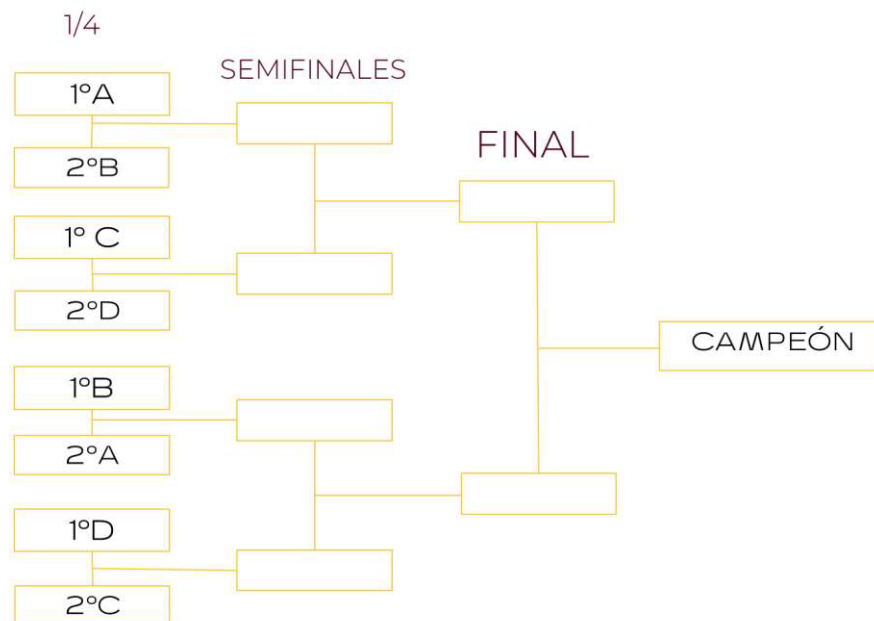 1/4
SEMIFINALES
FINAL
1ºA
2ºB
1º C
2ºD
1ºB
2ºA
1ºD
2ºC
CAMPEÓN